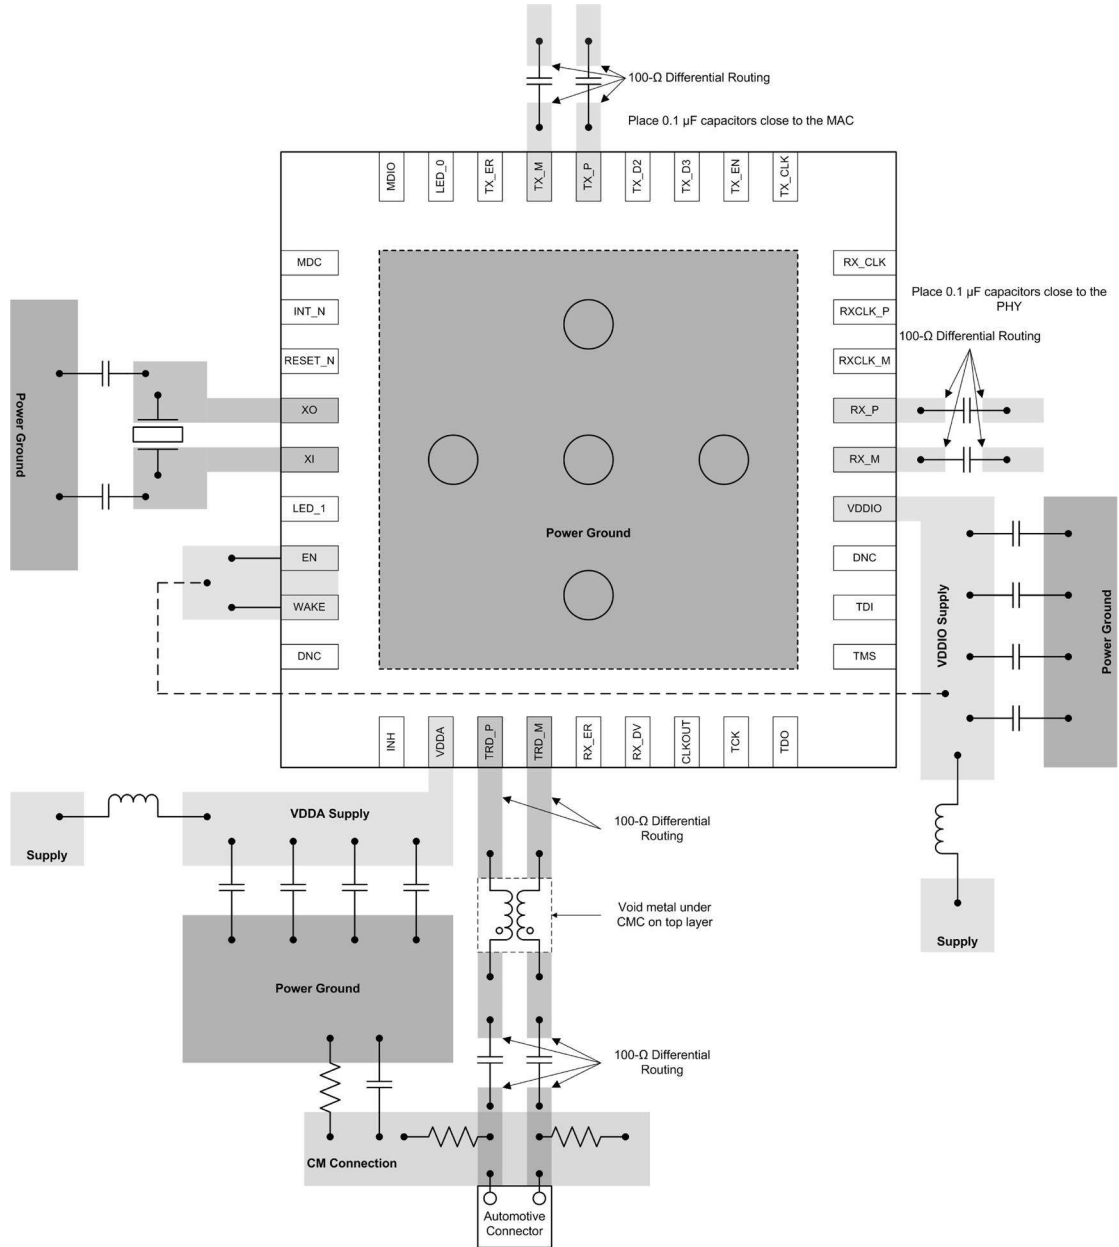 100-Ω Differential Routing
Place 0.1 µF capacitors close to the MAC
MDIO
LED_0
TX_ER
TX_M
TX_P
TX_D2
TX_D3
TX_EN
TX_CLK
MDC
INT_N
RESET_N
XO
XI
LED_1
EN
WAKE
DNC
RX_CLK
RXCLK_P
RXCLK_M
RX_P
RX_M
VDDIO
DNC
TDI
TMS
Place 0.1 µF capacitors close to the
PHY
100-Ω Differential Routing
Power Ground
Power Ground
VDDIO Supply
Power Ground
INH
VDDA
TRD_P
TRD_M
RX_ER
RX_DV
CLKOUT
TCK
TDO
VDDA Supply
Supply
100-Ω Differential
Routing
Void metal under
CMC on top layer
Supply
Power Ground
100-Ω Differential
Routing
CM Connection
Automotive
Connector